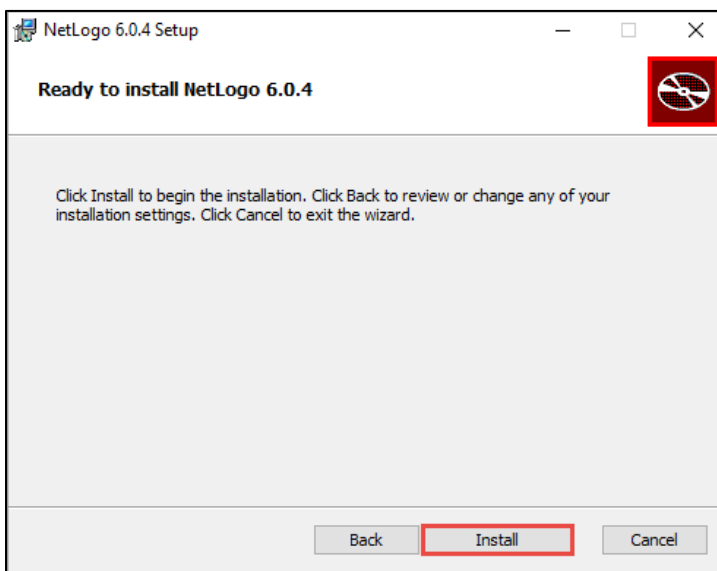 NetLogo 6.0.4 Setup
Ready to install NetLogo 6.0.4
Click Install to begin the installation. Click Back to review or change any of your
installation settings. Click Cancel to exit the wizard.
Back Install Cancel